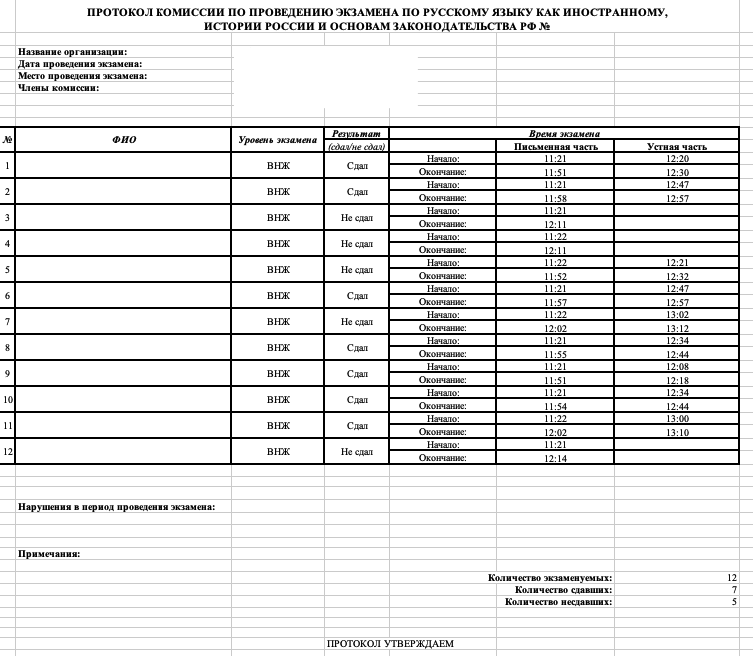 ПРОТОКОЛ КОМИССИИ ПО ПРОВЕДЕНИЮ ЭКЗАМЕНА ПО РУССКОМУ ЯЗЫКУ КАК ИНОСТРАННОМУ,
ИСТОРИИ РОССИИ И ОСНОВАМ ЗАКОНОДАТЕЛЬСТВА РФ №
Название организации:
Дата проведения экзамена:
Место проведения экзамена:
Члены комиссии:
№ ФИО Уровень экзамена Результат Время экзамена
(сдал/не сдал) Письменная часть Устная часть
1 ВНЖ Сдал Начало: 11:21 12:20
Окончание: 11:51 12:30
2 ВНЖ Сдал Начало: 11:21 12:47
Окончание: 11:58 12:57
3 ВНЖ Не сдал Начало: 11:21
Окончание: 12:11
4 ВНЖ Не сдал Начало: 11:22
Окончание: 12:11
5 ВНЖ Не сдал Начало: 11:22 12:21
Окончание: 11:52 12:32
6 ВНЖ Сдал Начало: 11:21 12:47
Окончание: 11:57 12:57
7 ВНЖ Не сдал Начало: 11:22 13:02
Окончание: 12:02 13:12
8 ВНЖ Сдал Начало: 11:21 12:34
Окончание: 11:55 12:44
9 ВНЖ Сдал Начало: 11:21 12:08
Окончание: 11:51 12:18
10 ВНЖ Сдал Начало: 11:21 12:34
Окончание: 11:54 12:44
11 ВНЖ Сдал Начало: 11:22 13:00
Окончание: 12:02 13:10
12 ВНЖ Не сдал Начало: 11:21
Окончание: 12:14
Нарушения в период проведения экзамена:
Примечания:
Количество экзаменуемых: 12
Количество сдавших: 7
Количество несдавших: 5
ПРОТОКОЛ УТВЕРЖДАЕМ